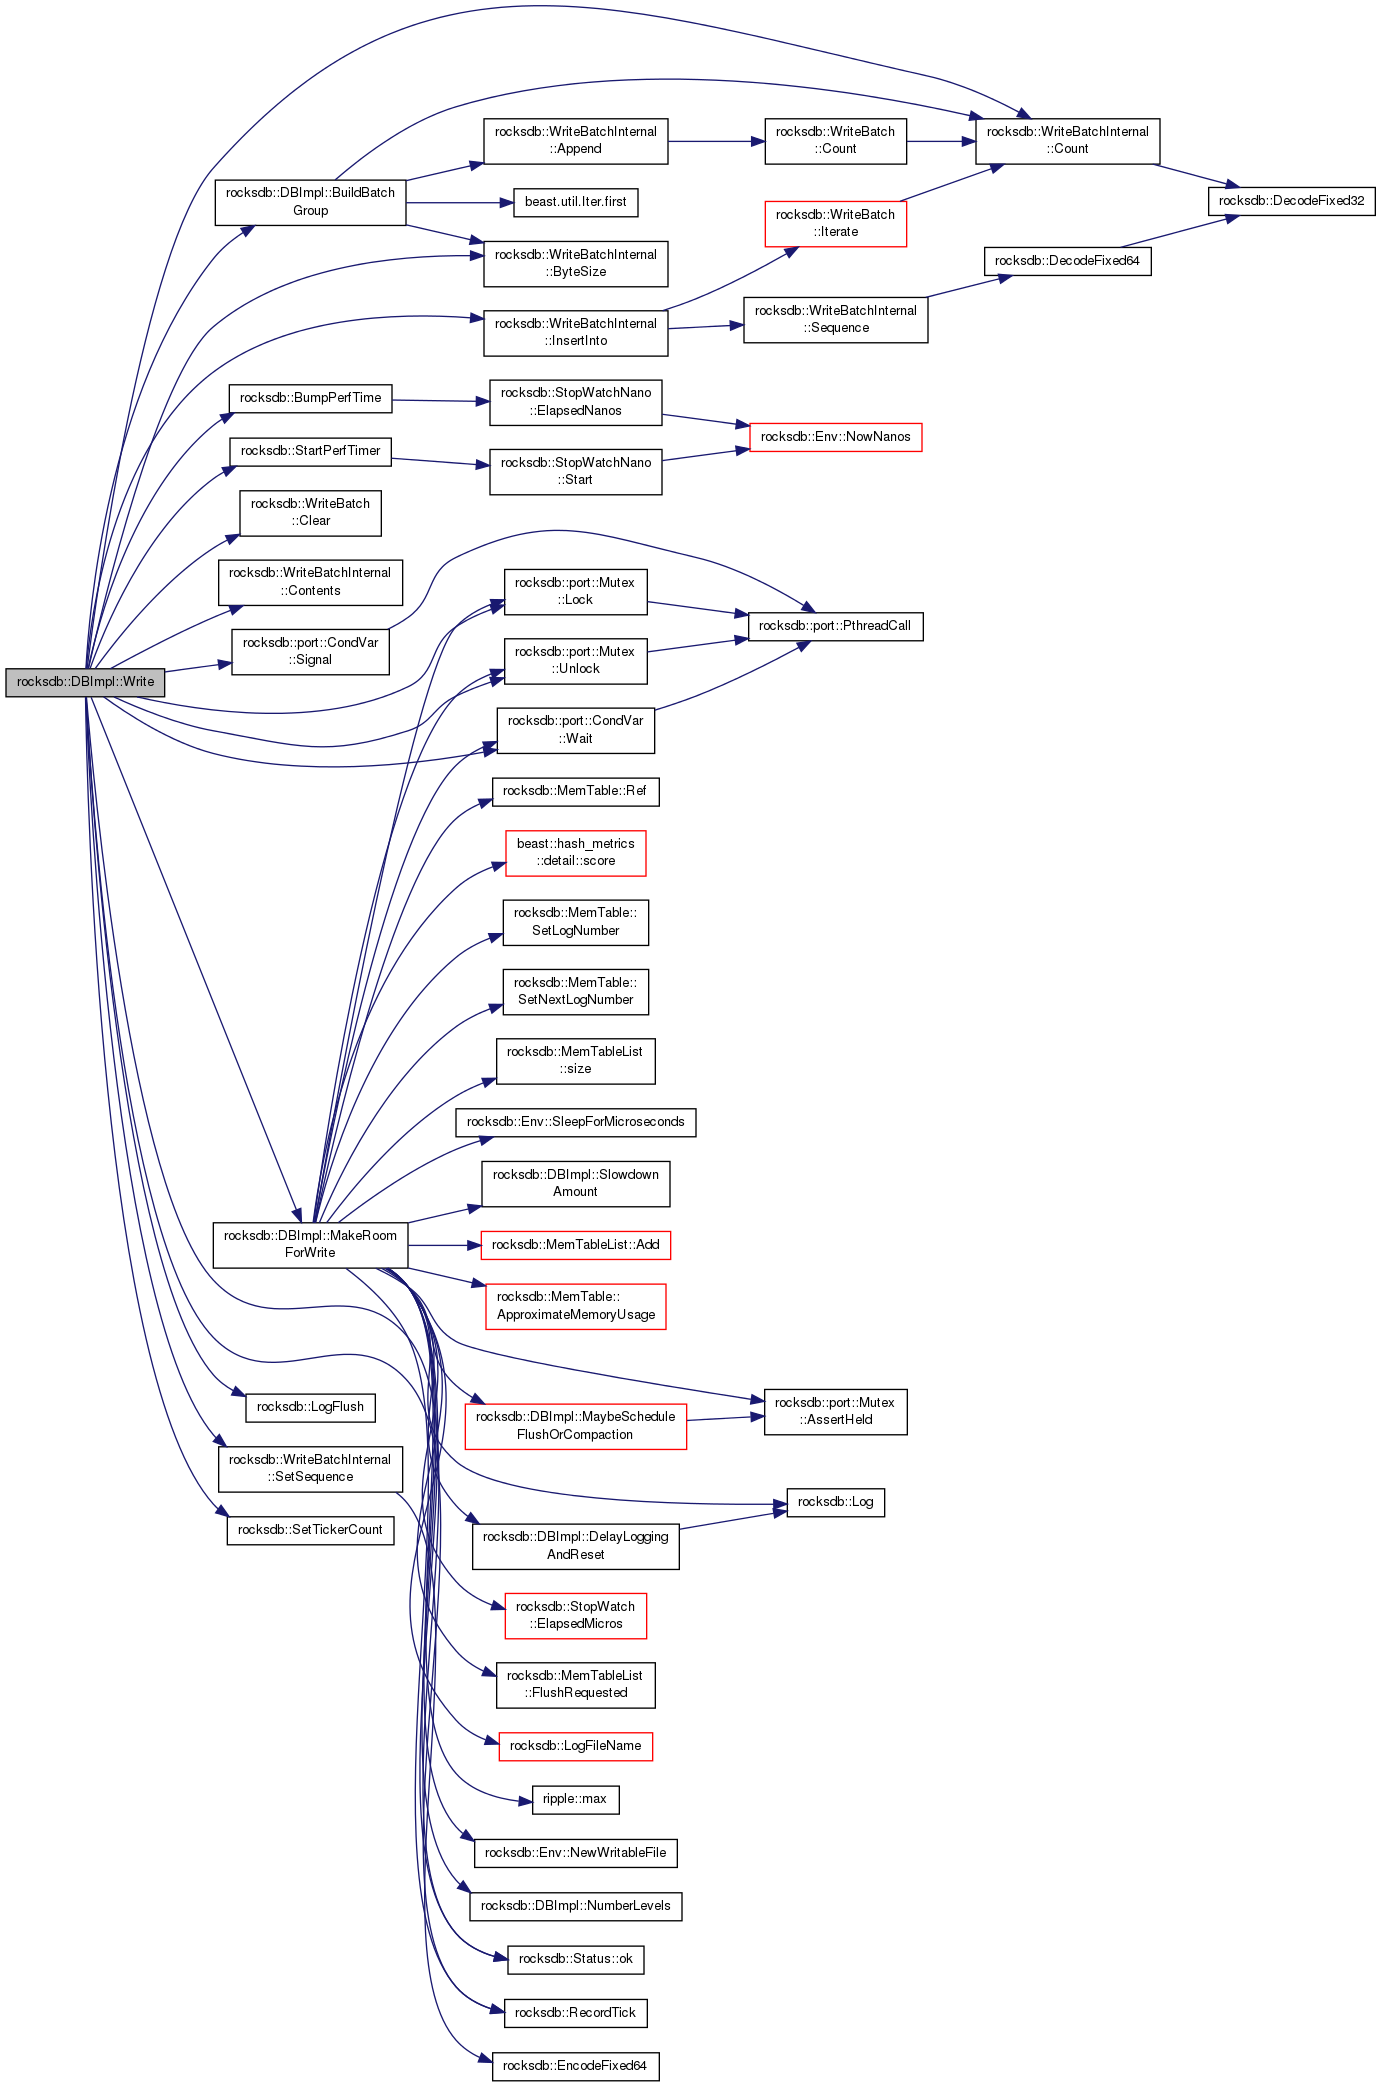 rocksdb::WriteBatchInternal
::Append
rocksdb::WriteBatch
::Count
rocksdb::WriteBatchInternal
::Count
rocksdb::DBImpl::BuildBatch
Group
beast.util.Iter.first
rocksdb::DecodeFixed32
rocksdb::WriteBatch
::Iterate
rocksdb::WriteBatchInternal
::ByteSize
rocksdb::DecodeFixed64
rocksdb::WriteBatchInternal
::InsertInto
rocksdb::WriteBatchInternal
::Sequence
rocksdb::BumpPerfTime
rocksdb::StopWatchNano
::ElapsedNanos
rocksdb::Env::NowNanos
rocksdb::StartPerfTimer
rocksdb::StopWatchNano
::Start
rocksdb::WriteBatch
::Clear
rocksdb::WriteBatchInternal
::Contents
rocksdb::port::Mutex
::Lock
rocksdb::port::PthreadCall
rocksdb::port::CondVar
::Signal
rocksdb::port::Mutex
::Unlock
rocksdb::DBImpl::Write
rocksdb::port::CondVar
::Wait
rocksdb::MemTable::Ref
beast::hash_metrics
::detail::score
rocksdb::MemTable::
SetLogNumber
rocksdb::MemTable::
SetNextLogNumber
rocksdb::MemTableList
::size
rocksdb::Env::SleepForMicroseconds
rocksdb::DBImpl::Slowdown
Amount
rocksdb::DBImpl::MakeRoom
ForWrite
rocksdb::MemTableList::Add
rocksdb::MemTable::
ApproximateMemoryUsage
rocksdb::LogFlush
rocksdb::DBImpl::MaybeSchedule
FlushOrCompaction
rocksdb::port::Mutex
::AssertHeld
rocksdb::WriteBatchInternal
::SetSequence
rocksdb::Log
rocksdb::SetTickerCount
rocksdb::DBImpl::DelayLogging
AndReset
rocksdb::StopWatch
::ElapsedMicros
rocksdb::MemTableList
::FlushRequested
rocksdb::LogFileName
ripple::max
rocksdb::Env::NewWritableFile
rocksdb::DBImpl::NumberLevels
rocksdb::Status::ok
rocksdb::RecordTick
rocksdb::EncodeFixed64